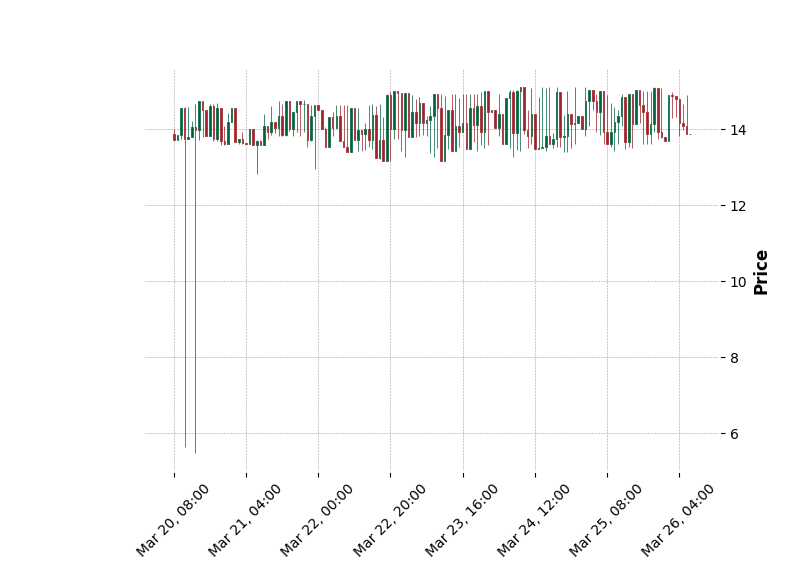 14
12
10
8
6
Price
Mar 20, 08:00
Mar 21, 04:00
Mar 22, 00:00
Mar 22, 20:00
Mar 23, 16:00
Mar 24, 12:00
Mar 25, 08:00
Mar 26, 04:00